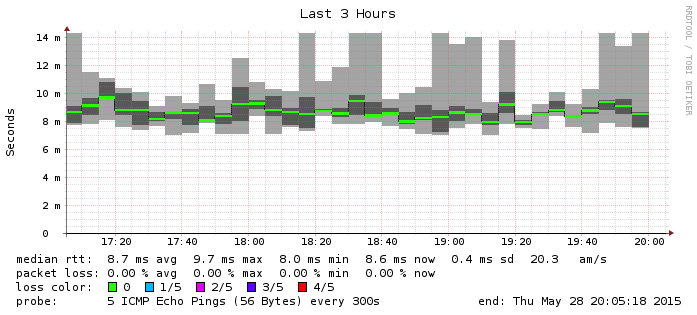 Last 3 Hours
RRDTOOL / TOBI OETIKER
Seconds
14 m
12 m
10 m
8 m
6 m
4 m
2 m
0
17:20 17:40 18:00 18:20 18:40 19:00 19:20 19:40 20:00
median rtt: 8.7 ms avg 9.7 ms max 8.0 ms min 8.6 ms now 0.4 ms sd 20.3 am/s
packet loss: 0.00 % avg 0.00 % max 0.00 % min 0.00 % now
loss color: 0 1/5 2/5 3/5 4/5
probe: 5 ICMP Echo Pings (56 Bytes) every 300s end: Thu May 28 20:05:18 2015